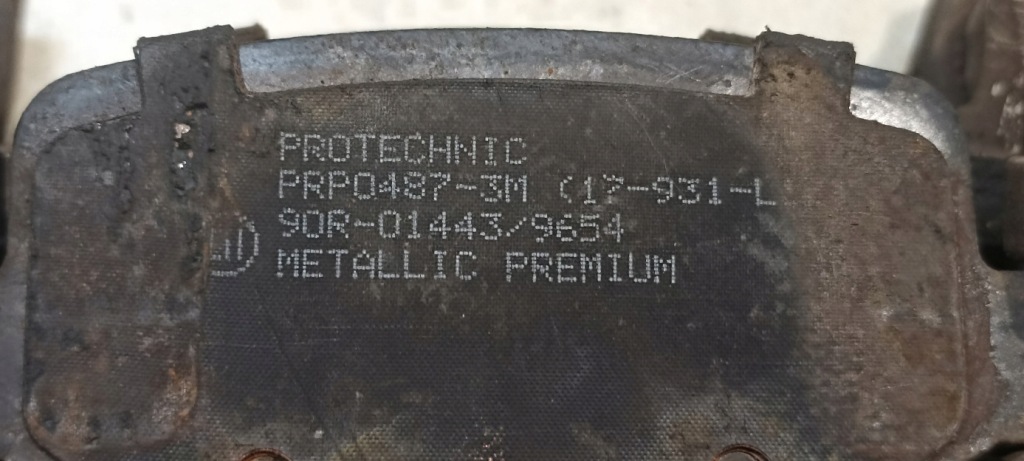 PROTECHNIC
PRP0487-3M (17-931-L
90R-01443/9654
METALLIC PREMIUM